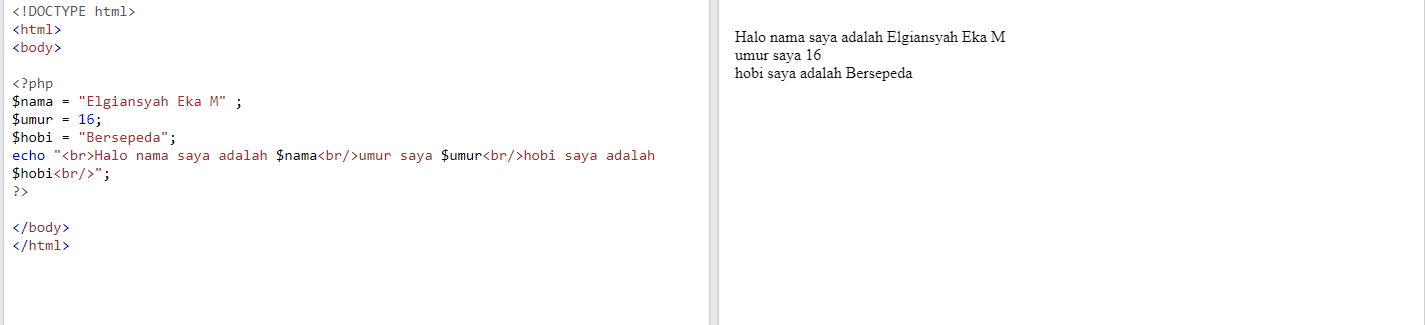 <!DOCTYPE html>
<html>
<body>
<?php
$nama = "Elgiansyah Eka M" ;
$umur = 16;
$hobi = "Bersepeda";
echo "<br>Halo nama saya adalah $nama<br/>umur saya $umur<br/>hobi saya adalah
$hobi<br/>";
?>
</body>
</html>
Halo nama saya adalah Elgiansyah Eka M
umur saya 16
hobi saya adalah Bersepeda